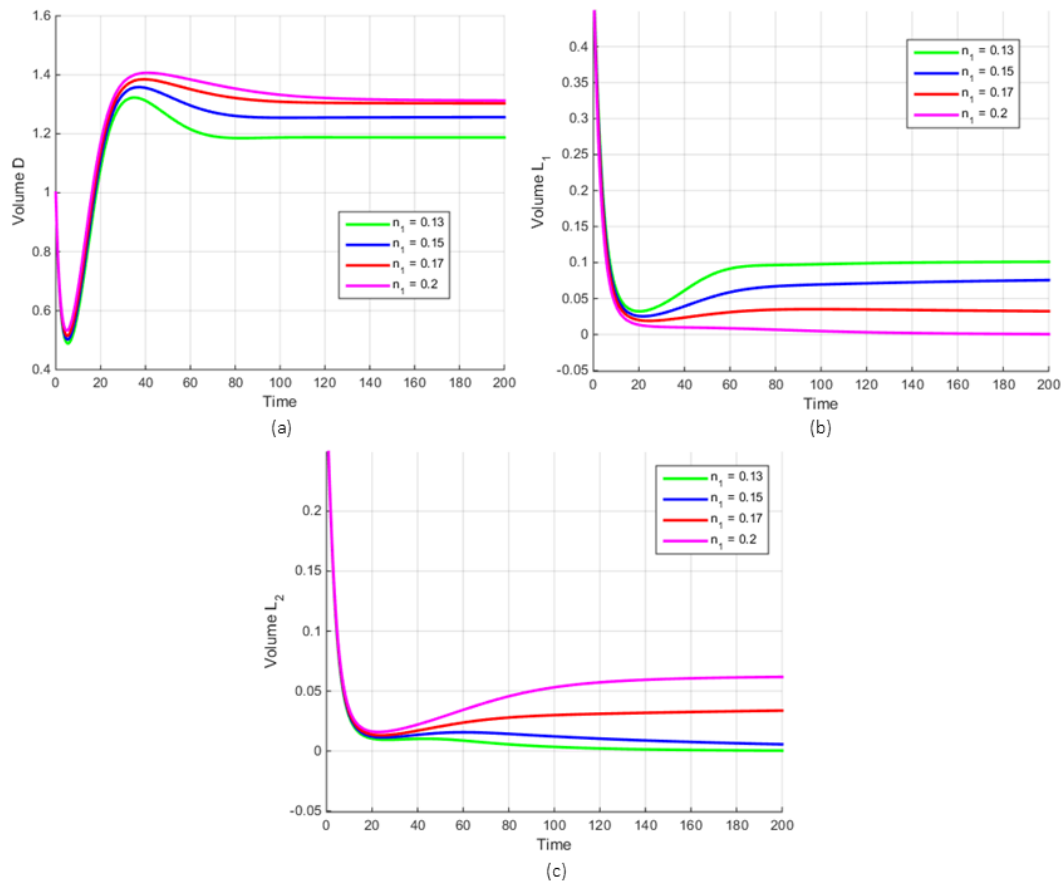 1.6
1.4
1.2
1
0.8
0.6
0.4
Volume D
n₁ = 0.13
n₁ = 0.15
n₁ = 0.17
n₁ = 0.2
0 20 40 60 80 100 120 140 160 180 200
Time
(a)
0.4
0.35
0.3
0.25
0.2
0.15
0.1
0.05
0
-0.05
Volume L₁
n₁ = 0.13
n₁ = 0.15
n₁ = 0.17
n₁ = 0.2
0 20 40 60 80 100 120 140 160 180 200
Time
(b)
0.2
0.15
0.1
0.05
0
-0.05
Volume L₂
n₁ = 0.13
n₁ = 0.15
n₁ = 0.17
n₁ = 0.2
0 20 40 60 80 100 120 140 160 180 200
Time
(c)